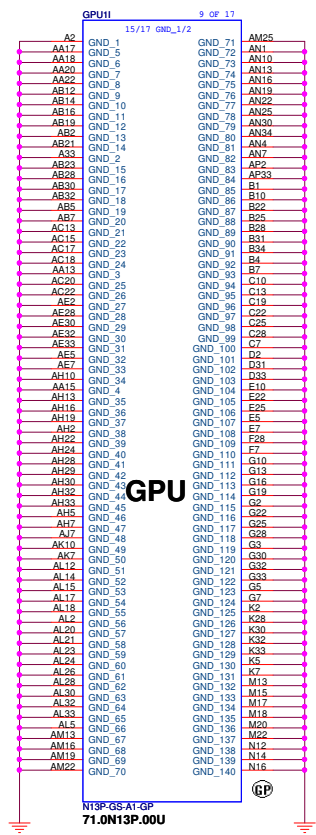 GPU1I 9 OF 17
15/17 GND_1/2
A2 GND_1 GND_71 AM25
AA17 GND_5 GND_72 AN1
AA18 GND_6 GND_73 AN10
AA20 GND_7 GND_74 AN13
AA22 GND_8 GND_75 AN16
AB12 GND_9 GND_76 AN19
AB14 GND_10 GND_77 AN22
AB16 GND_11 GND_78 AN25
AB19 GND_12 GND_79 AN30
AB2 GND_13 GND_80 AN34
AB21 GND_14 GND_81 AN4
A33 GND_2 GND_82 AN7
AB23 GND_15 GND_83 AP2
AB28 GND_16 GND_84 AP33
AB30 GND_17 GND_85 B1
AB32 GND_18 GND_86 B10
AB5 GND_19 GND_87 B22
AB7 GND_20 GND_88 B25
AC13 GND_21 GND_89 B28
AC15 GND_22 GND_90 B31
AC17 GND_23 GND_91 B34
AC18 GND_24 GND_92 B4
AA13 GND_3 GND_93 B7
AC20 GND_25 GND_94 C10
AC22 GND_26 GND_95 C13
AE2 GND_27 GND_96 C19
AE28 GND_28 GND_97 C22
AE30 GND_29 GND_98 C25
AE32 GND_30 GND_99 C28
AE33 GND_31 GND_100 C7
AE5 GND_32 GND_101 D2
AE7 GND_33 GND_102 D31
AH10 GND_34 GND_103 D33
AA15 GND_4 GND_104 E10
AH13 GND_35 GND_105 E22
AH16 GND_36 GND_106 E25
AH19 GND_37 GND_107 E5
AH2 GND_38 GND_108 E7
AH22 GND_39 GND_109 F28
AH24 GND_40 GND_110 F7
AH28 GND_41 GND_111 G10
AH29 GND_42 GND_112 G13
AH30 GND_43 GND_113 G16
AH32 GND_44 GND_114 G19
GPU
AH33 GND_45 GND_115 G2
AH5 GND_46 GND_116 G22
AH7 GND_47 GND_117 G25
AJ7 GND_48 GND_118 G28
AK10 GND_49 GND_119 G3
AK7 GND_50 GND_120 G30
AL12 GND_51 GND_121 G32
AL14 GND_52 GND_122 G33
AL15 GND_53 GND_123 G5
AL17 GND_54 GND_124 G7
AL18 GND_55 GND_125 K2
AL2 GND_56 GND_126 K28
AL20 GND_57 GND_127 K30
AL21 GND_58 GND_128 K32
AL23 GND_59 GND_129 K33
AL24 GND_60 GND_130 K5
AL26 GND_61 GND_131 K7
AL28 GND_62 GND_132 M13
AL30 GND_63 GND_133 M15
AL32 GND_64 GND_134 M17
AL33 GND_65 GND_135 M18
AL5 GND_66 GND_136 M20
AM13 GND_67 GND_137 M22
AM16 GND_68 GND_138 N12
AM19 GND_69 GND_139 N14
AM22 GND_70 GND_140 N16
GP
N13P-GS-A1-GP
71.0N13P.00U